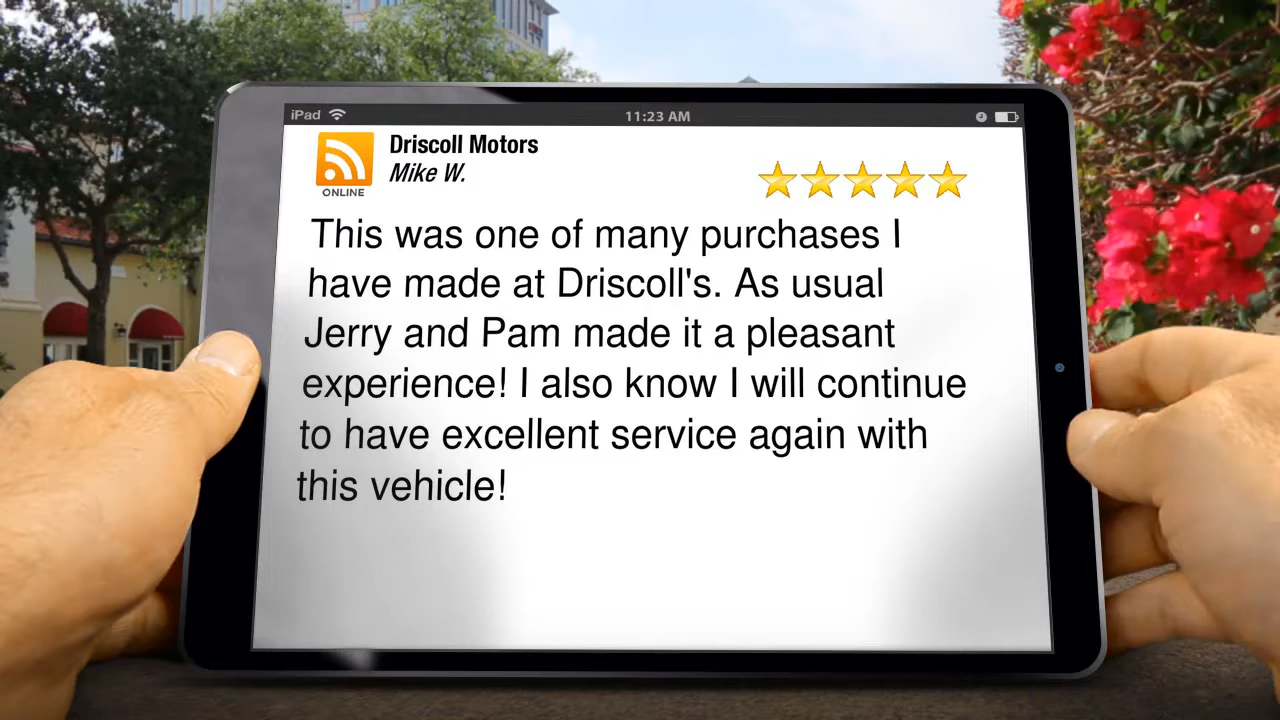 iPad 11:23 AM
Driscoll Motors
Mike W.
ONLINE
This was one of many purchases I
have made at Driscoll's. As usual
Jerry and Pam made it a pleasant
experience! I also know I will continue
to have excellent service again with
this vehicle!